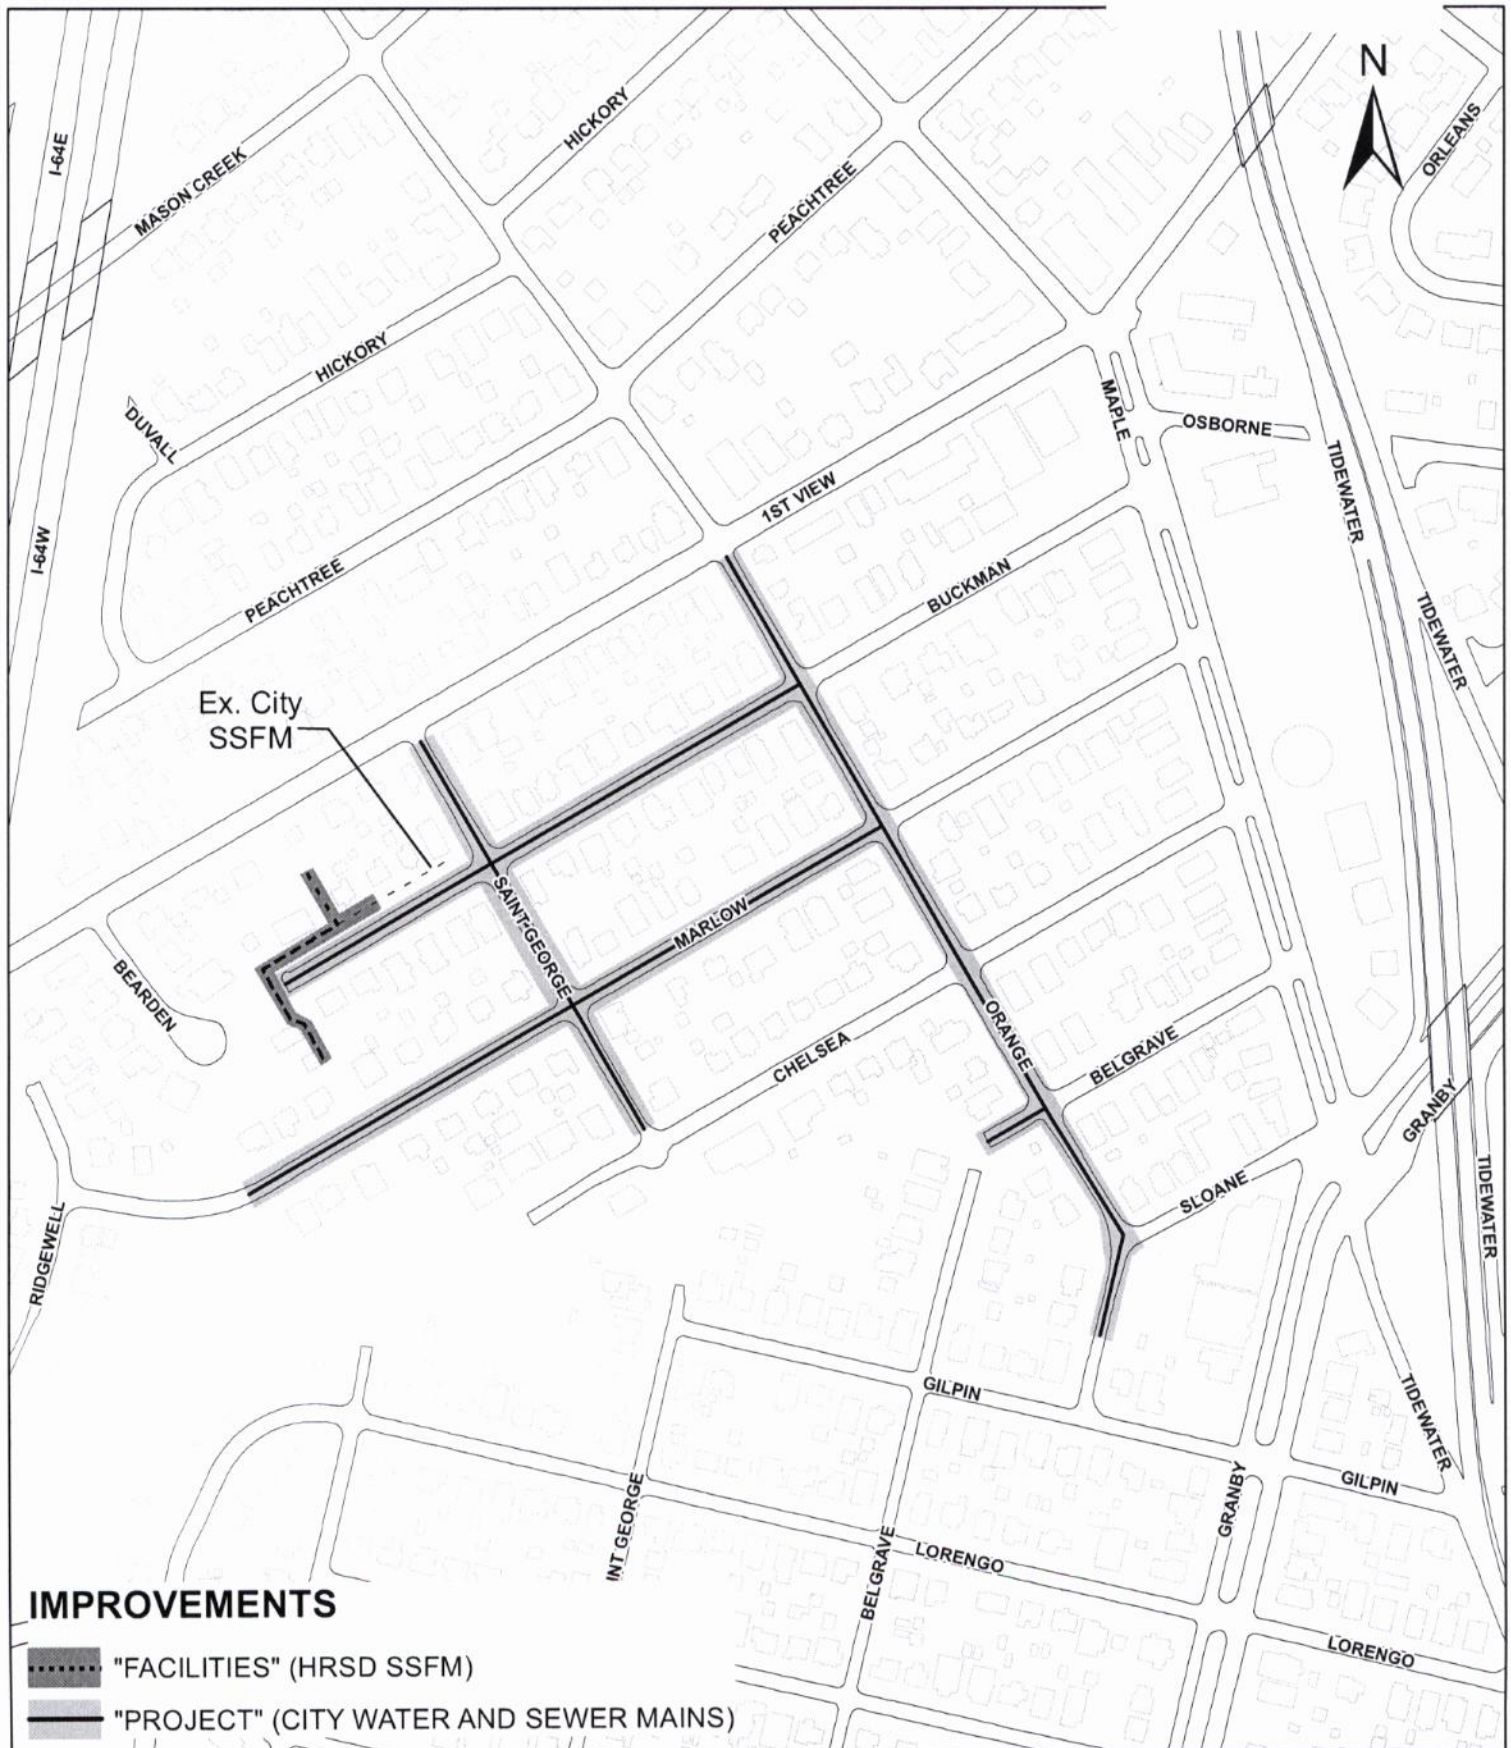 N
ORLEANS
I-64E
HICKORY
MASON CREEK
PEACHTREE
HICKORY
MAPLE
DUVALL
OSBORNE
TIDEWATER
1ST VIEW
I-64W
PEACHTREE
BUCKMAN
TIDEWATER
Ex. City
SSFM
SAINT GEORGE
MARLOW
BEARDEN
ORANGE
CHELSEA
BELGRAVE
GRANBY
TIDEWATER
SLOANE
RIDGEWELL
GILPIN
TIDEWATER
GILPIN
GRANBY
INT GEORGE
BELGRAVE
LORENGO
LORENGO
IMPROVEMENTS
"FACILITIES" (HRSD SSFM)
"PROJECT" (CITY WATER AND SEWER MAINS)